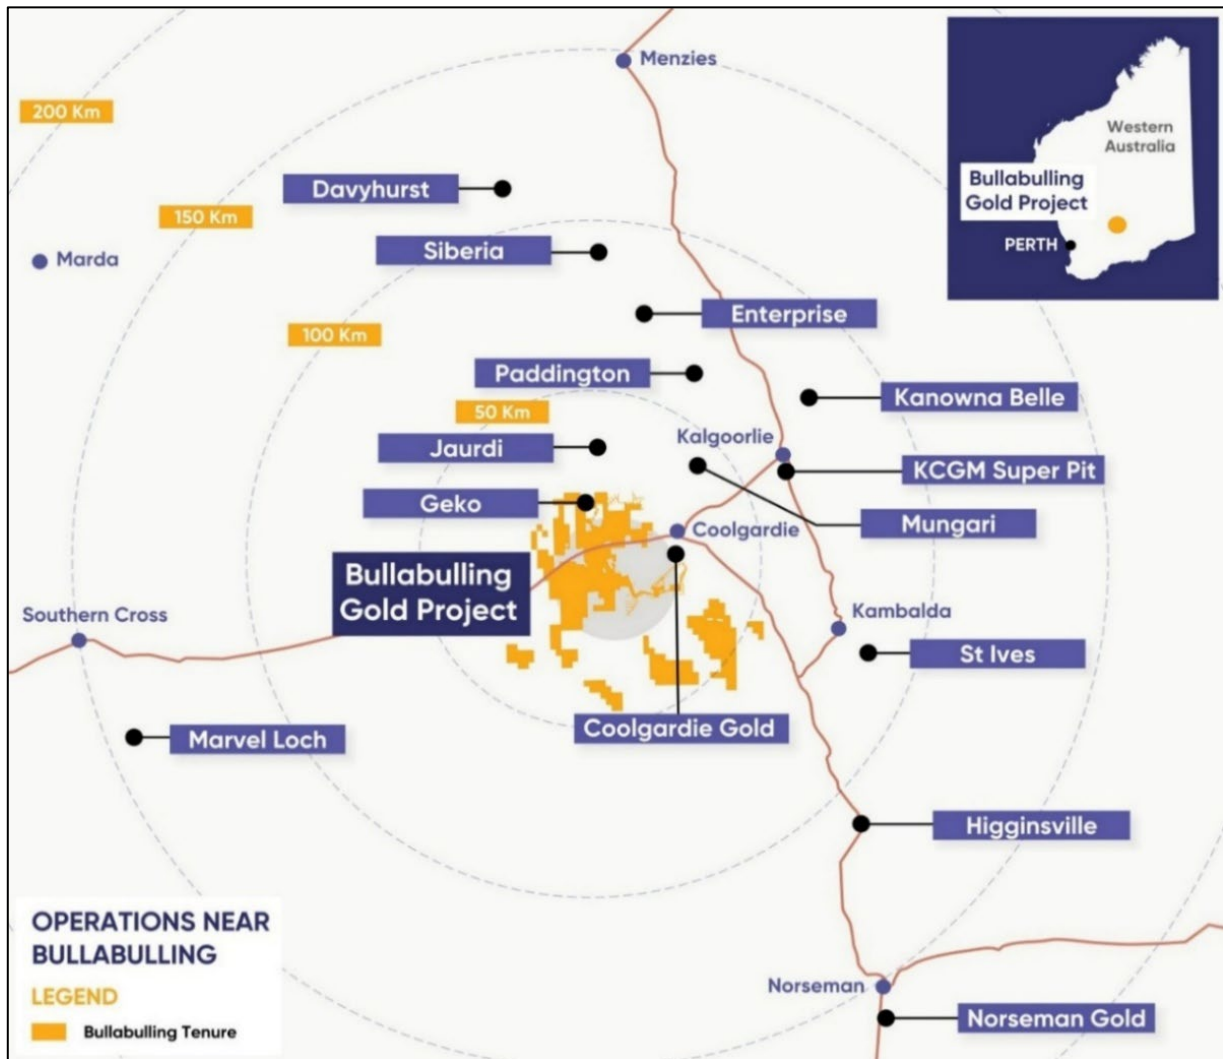 Menzies
200 Km
Western
Australia
Davyhurst
Bullabulling
Gold Project
150 Km
Siberia
PERTH
Marda
Enterprise
100 Km
Paddington
Kanowna Belle
50 Km
Kalgoorlie
Jaurdi
KCGM Super Pit
Geko
Mungari
Coolgardie
Bullabulling
Gold Project
Southern Cross
Kambalda
St Ives
Coolgardie Gold
Marvel Loch
Higginsville
OPERATIONS NEAR
BULLABULLING
LEGEND
Bullabulling Tenure
Norseman
Norseman Gold